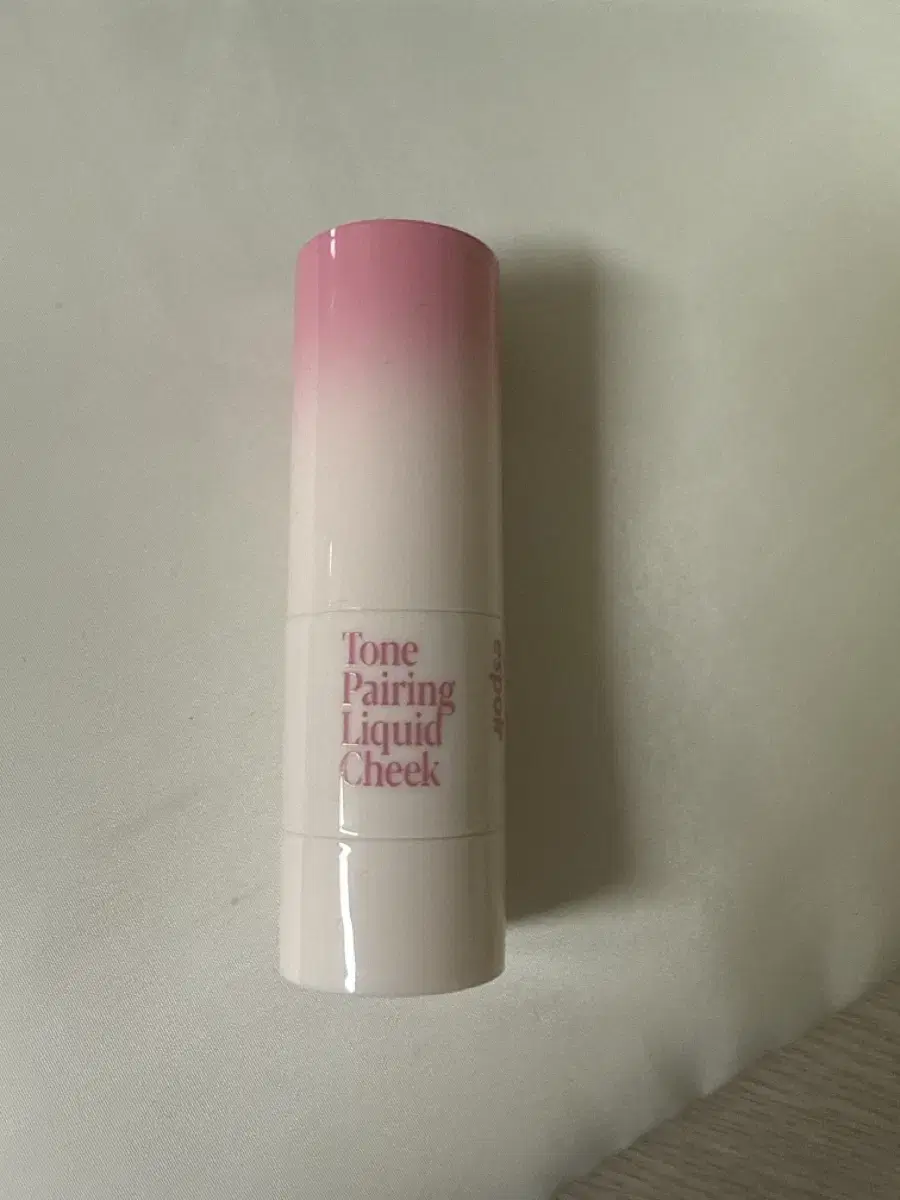 Tone
Pairing
Liquid
Cheek
espoir